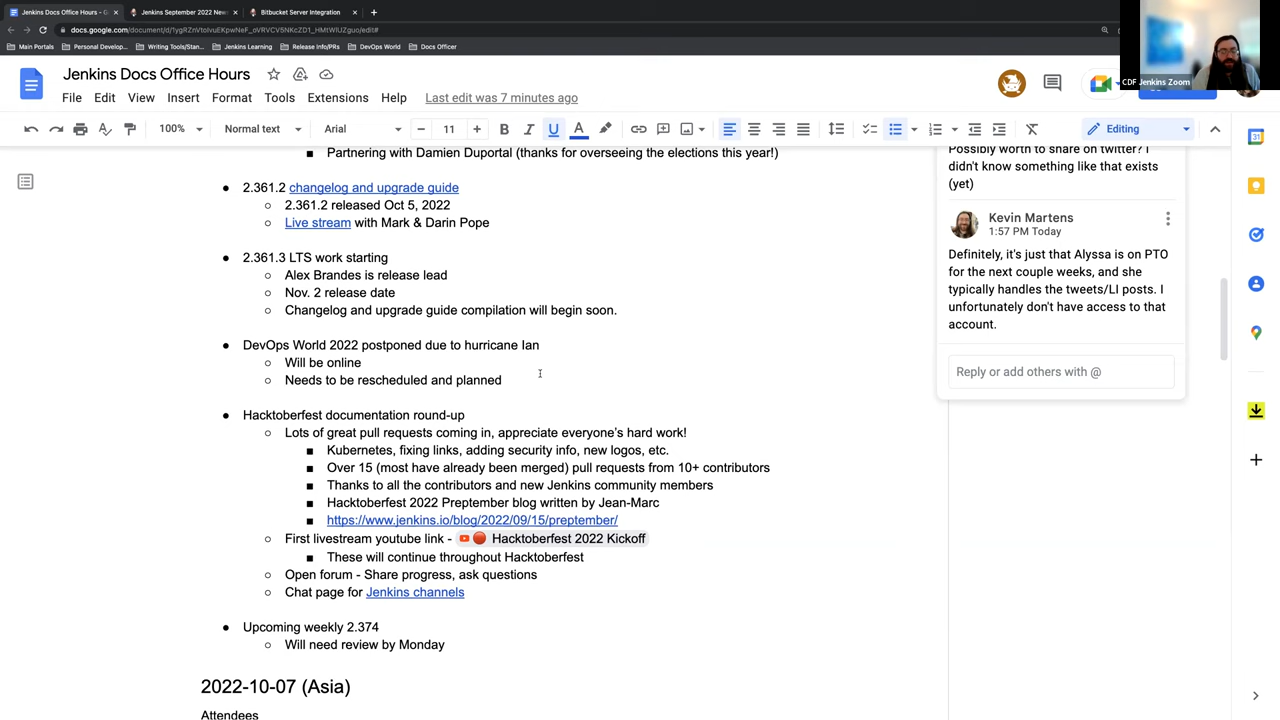 Jenkins Docs Office Hours - G
Jenkins September 2022 New
Bitbucket Server Integration
docs.google.com/document/d/1ygRZnVtoIvuEKpwNeF_oVRVCV5NKcZD1_HMtWIUZguo/edit#
Main Portals
Personal Develop...
Writing Tools/Stan...
Jenkins Learning
Release Info/PRs
DevOps World
Docs Officer
CDF Jenkins Zoom
Jenkins Docs Office Hours
File Edit View Insert Format Tools Extensions Help Last edit was 7 minutes ago
100% Normal text Arial 11 Editing
Partnering with Damien Duportal (thanks for overseeing the elections this year!)
2.361.2 changelog and upgrade guide
2.361.2 released Oct 5, 2022
Live stream with Mark & Darin Pope
2.361.3 LTS work starting
Alex Brandes is release lead
Nov. 2 release date
Changelog and upgrade guide compilation will begin soon.
DevOps World 2022 postponed due to hurricane Ian
Will be online
Needs to be rescheduled and planned
Hacktoberfest documentation round-up
Lots of great pull requests coming in, appreciate everyone's hard work!
Kubernetes, fixing links, adding security info, new logos, etc.
Over 15 (most have already been merged) pull requests from 10+ contributors
Thanks to all the contributors and new Jenkins community members
Hacktoberfest 2022 Preptember blog written by Jean-Marc
https://www.jenkins.io/blog/2022/09/15/preptember/
First livestream youtube link - Hacktoberfest 2022 Kickoff
These will continue throughout Hacktoberfest
Open forum - Share progress, ask questions
Chat page for Jenkins channels
Upcoming weekly 2.374
Will need review by Monday
2022-10-07 (Asia)
Attendees
Possibly worth to share on twitter? I
didn't know something like that exists
(yet)
Kevin Martens
1:57 PM Today
Definitely, it's just that Alyssa is on PTO
for the next couple weeks, and she
typically handles the tweets/LI posts. I
unfortunately don't have access to that
account.
Reply or add others with @